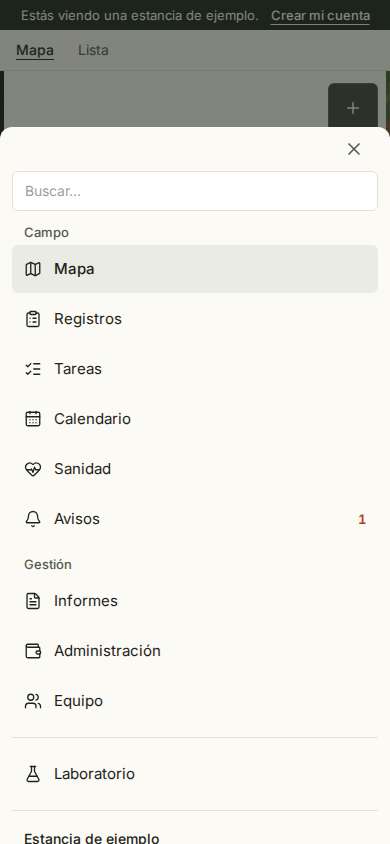 Estás viendo una estancia de ejemplo. Crear mi cuenta
Mapa Lista
Buscar...
Campo
Mapa
Registros
Tareas
Calendario
Sanidad
Avisos 1
Gestión
Informes
Administración
Equipo
Laboratorio
Estancia de ejemplo